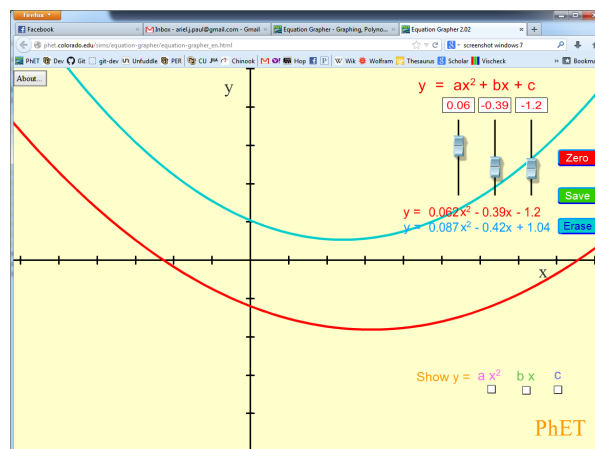 firefox
Facebook
Inbox - ariel.j.paul@gmail.com - Gmail
Equation Grapher - Graphing, Polyno...
Equation Grapher 2.02
phet.colorado.edu/sims/equation-grapher/equation-grapher_en.html
screenshot windows 7
PhET Dev Git git-dev Unfuddle PER CU Chinook Hop Wik Wolfram Thesaurus Scholar Vischeck Bookm
About...
y
y = ax² + bx + c
0.06 -0.39 -1.2
Zero
Save
y = 0.062x² - 0.39x - 1.2
y = 0.087x² - 0.42x + 1.04
Erase
x
Show y = a x² b x c
PhET